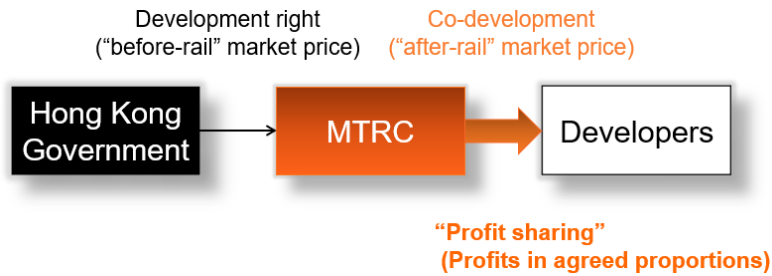 Development right
(“before-rail” market price)
Co-development
(“after-rail” market price)
Hong Kong
Government
MTRC
Developers
“Profit sharing”
(Profits in agreed proportions)